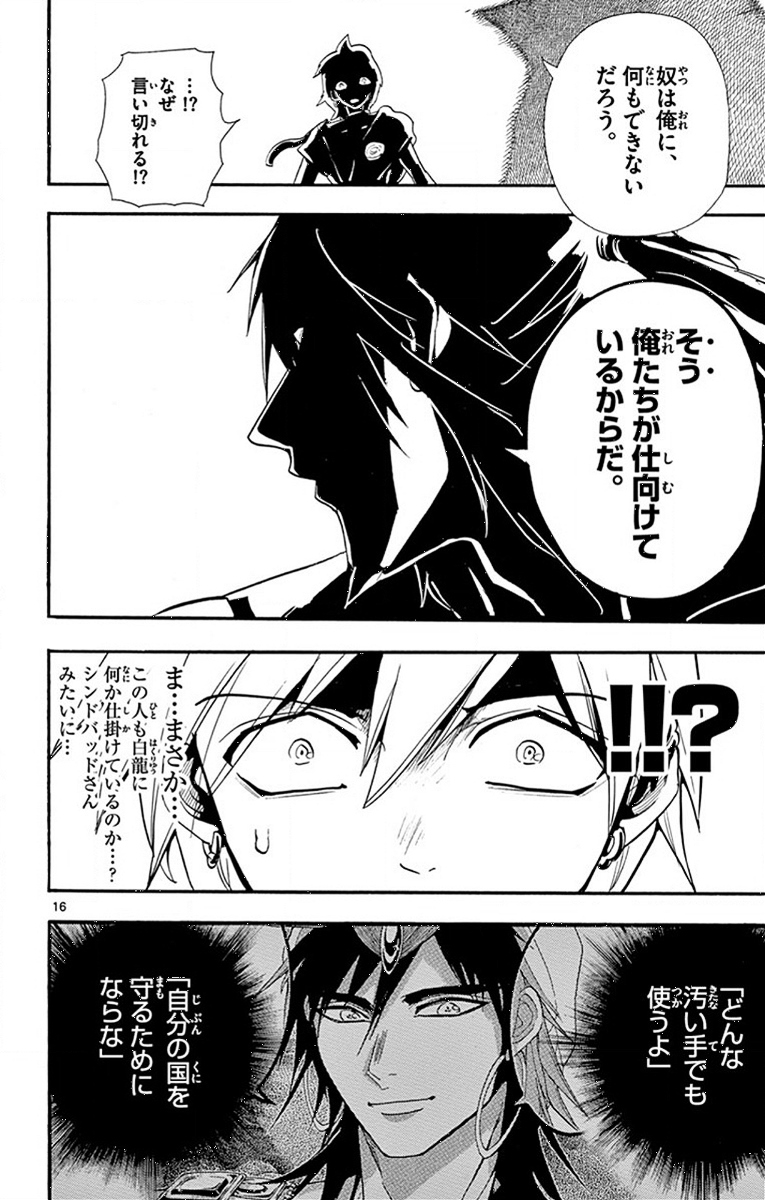 奴は俺に、
何もできない
だろう。
…!?
なぜ
言い切れる!?
そう
俺たちが仕向けて
いるからだ。
!!?
ま…まさか…
この人も白龍に
何か仕掛けているのか…?
シンドバッドさん
みたいに…
16
「どんな
汚い手でも
使うよ」
「自分の国を
守るために
ならな」